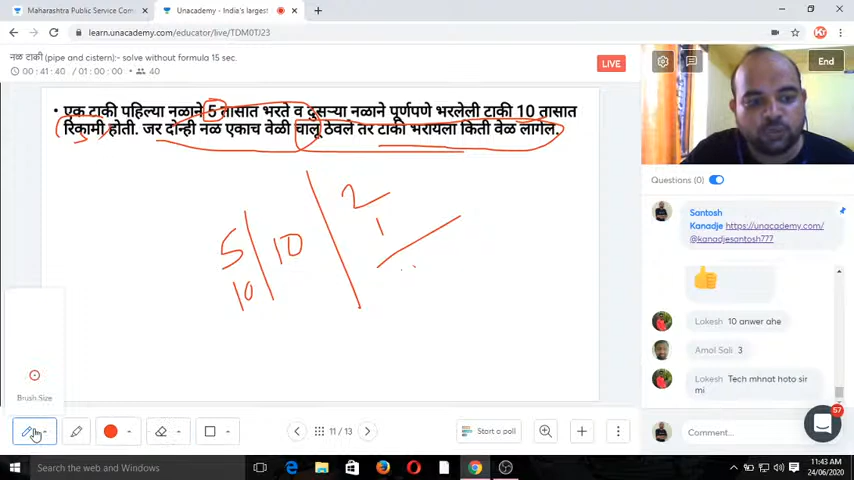 Maharashtra Public Service Com
Unacademy - India's largest
learn.unacademy.com/educator/live/TDM0TJ23
नळ टाकी (pipe and cistern):- solve without formula 15 sec.
00 : 41 : 40 / 01 : 00 : 00 • 40
LIVE
End
• एक टाकी पहिल्या नळाने 5 तासात भरते व दुसऱ्या नळाने पूर्णपणे भरलेली टाकी 10 तासात
रिकामी होती. जर दोन्ही नळ एकाच वेळी चालू ठेवले तर टाकी भरायला किती वेळ लागेल.
5 10 2
1
10
Questions (0)
Santosh
Kanadje https://unacademy.com/
@kanadjesantosh777
Lokesh 10 anwer ahe
Amol Sali 3
Lokesh Tech mhnat hoto sir
mi
57
Brush Size
11 / 13
Start a poll
Comment...
Search the web and Windows
11:43 AM
24/06/2020